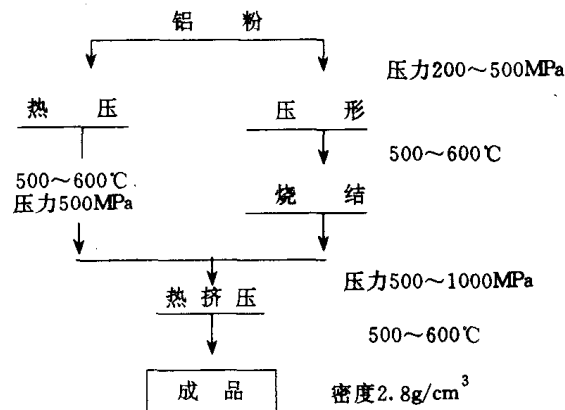 铝 粉
压力200～500MPa
热 压
压 形
500～600℃
500～600℃
压力500MPa
烧 结
压力500～1000MPa
热 挤 压
500～600℃
成 品
密度2.8g/cm³